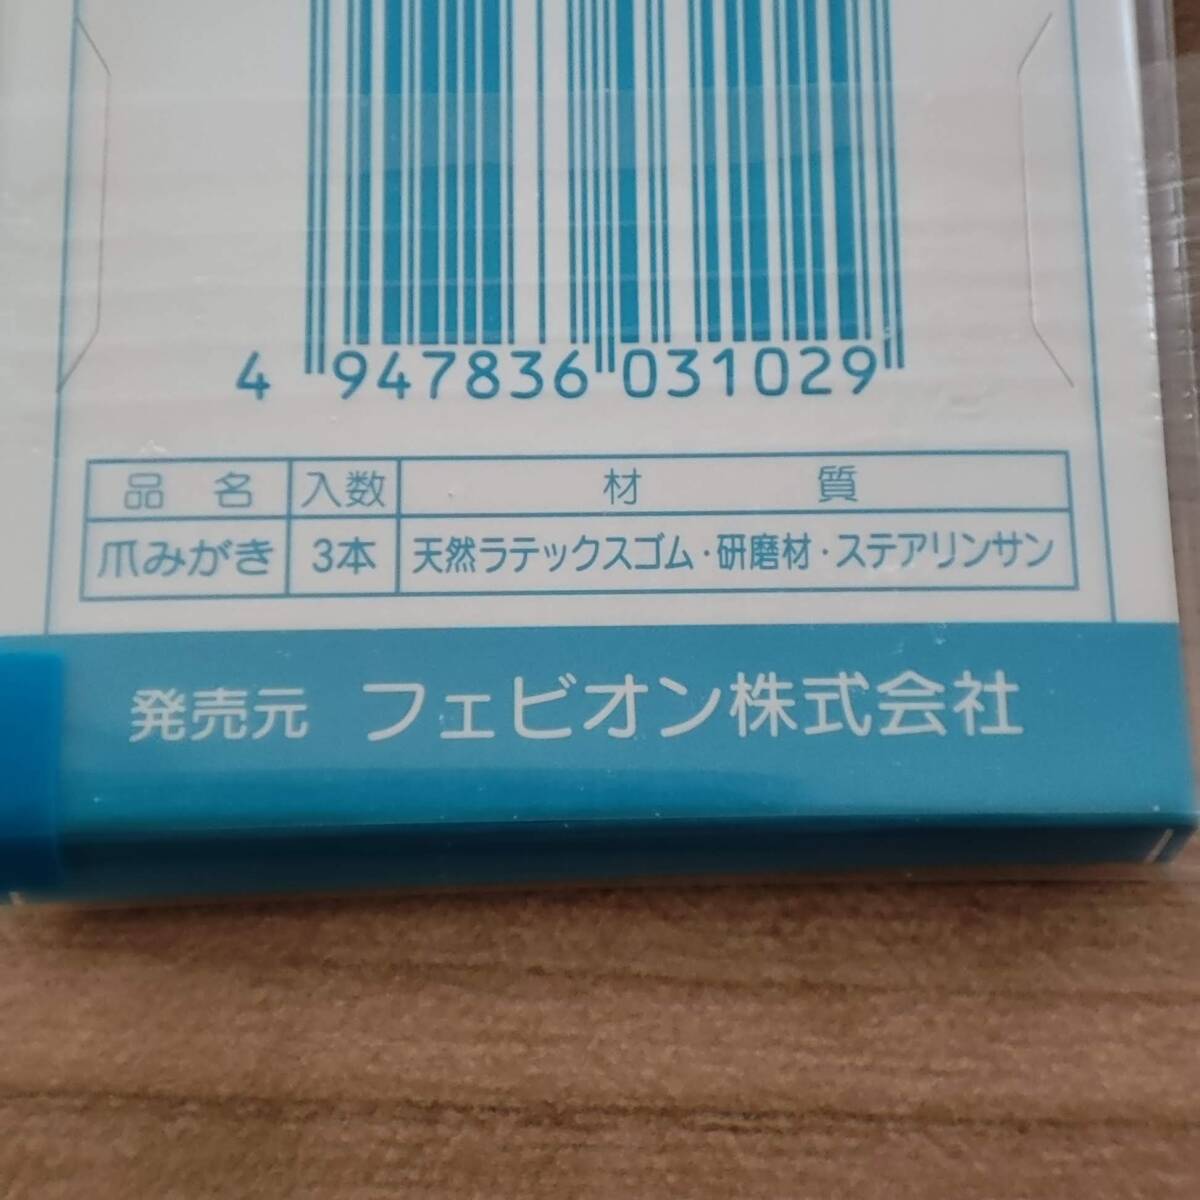 4 947836 031029
品名 入数 材質
爪みがき 3本 天然ラテックスゴム・研磨材・ステアリンサン
発売元 フェビオン株式会社